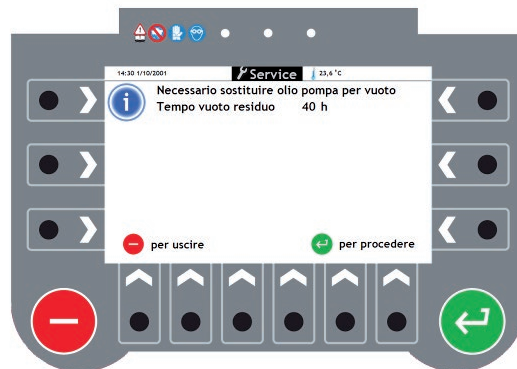 14:30 1/10/2001 Service 23,6 °C
Necessario sostituire olio pompa per vuoto
Tempo vuoto residuo 40 h
per uscire per procedere